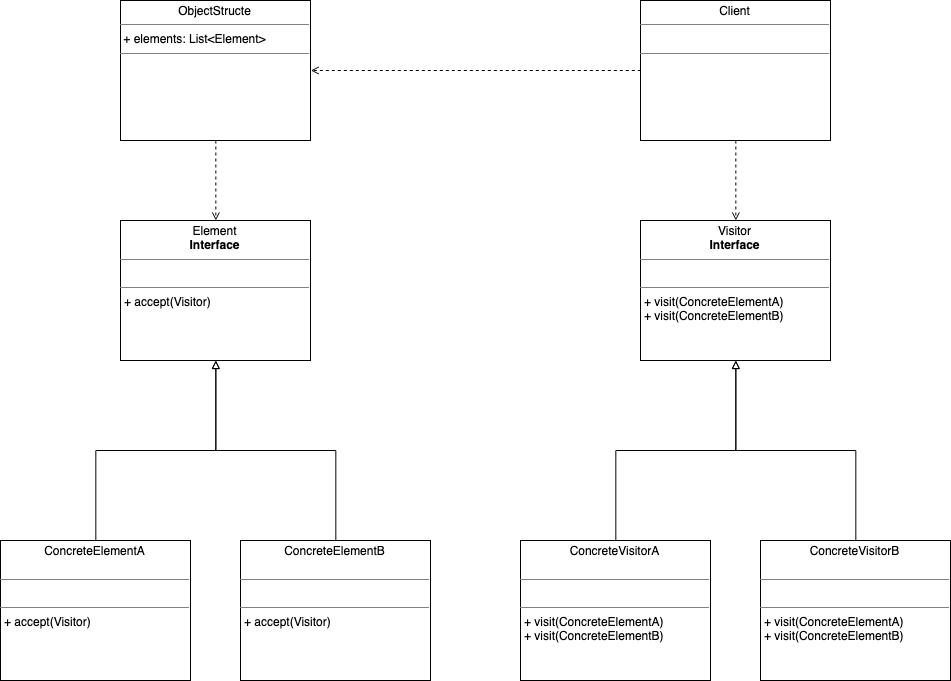 ObjectStructe
+ elements: List<Element>
Client
Element
Interface
+ accept(Visitor)
Visitor
Interface
+ visit(ConcreteElementA)
+ visit(ConcreteElementB)
ConcreteElementA
+ accept(Visitor)
ConcreteElementB
+ accept(Visitor)
ConcreteVisitorA
+ visit(ConcreteElementA)
+ visit(ConcreteElementB)
ConcreteVisitorB
+ visit(ConcreteElementA)
+ visit(ConcreteElementB)